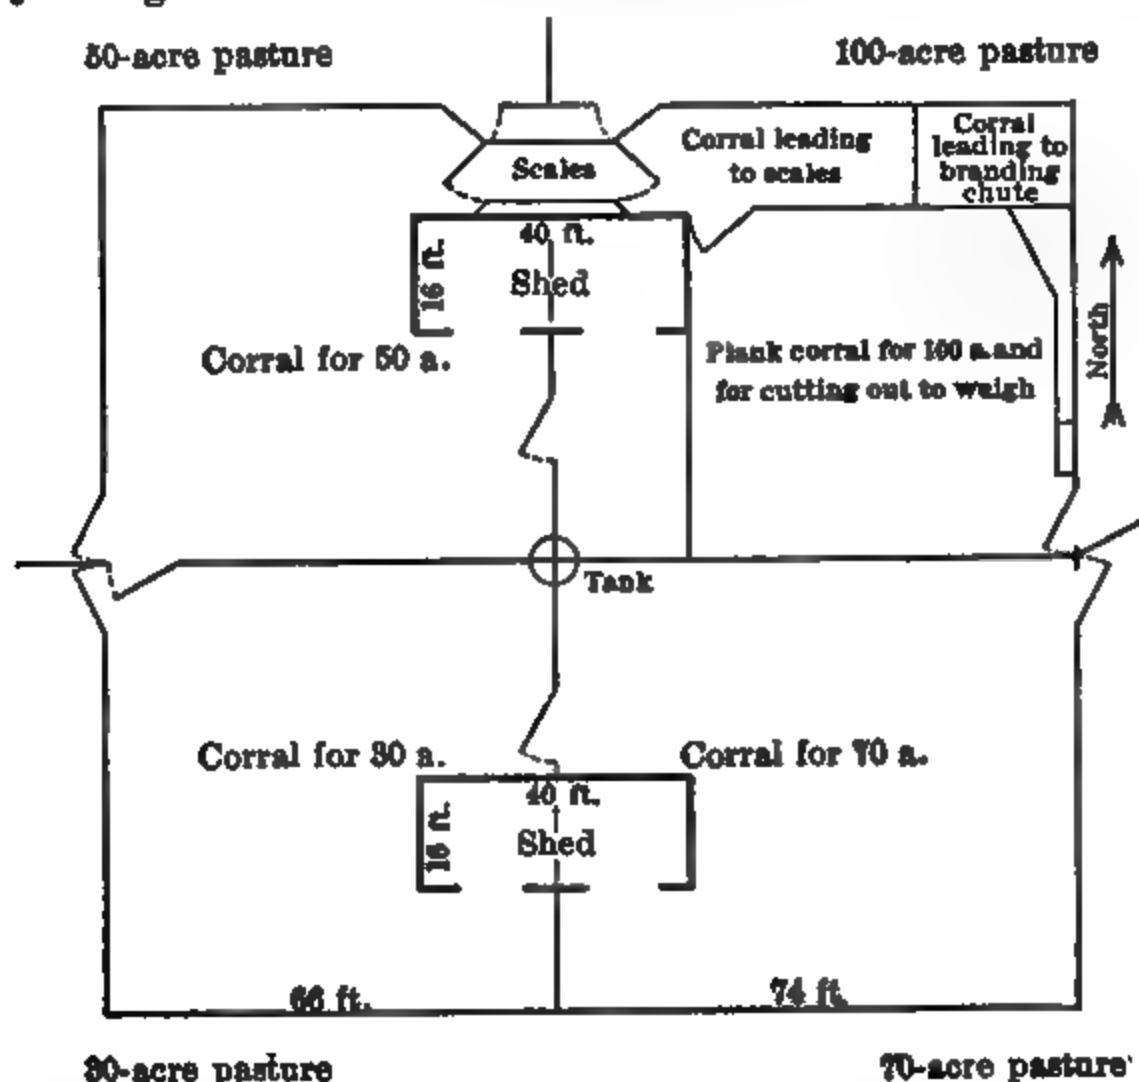 50-acre pasture
100-acre pasture
Corral leading
to scales
Corral
leading to
branding
chute
Scales
40 ft.
16 ft.
Shed
North
Corral for 50 a.
Plank corral for 100 a. and
for cutting out to weigh
Tank
Corral for 30 a.
Corral for 70 a.
40 ft.
16 ft.
Shed
66 ft.
74 ft.
30-acre pasture
70-acre pasture